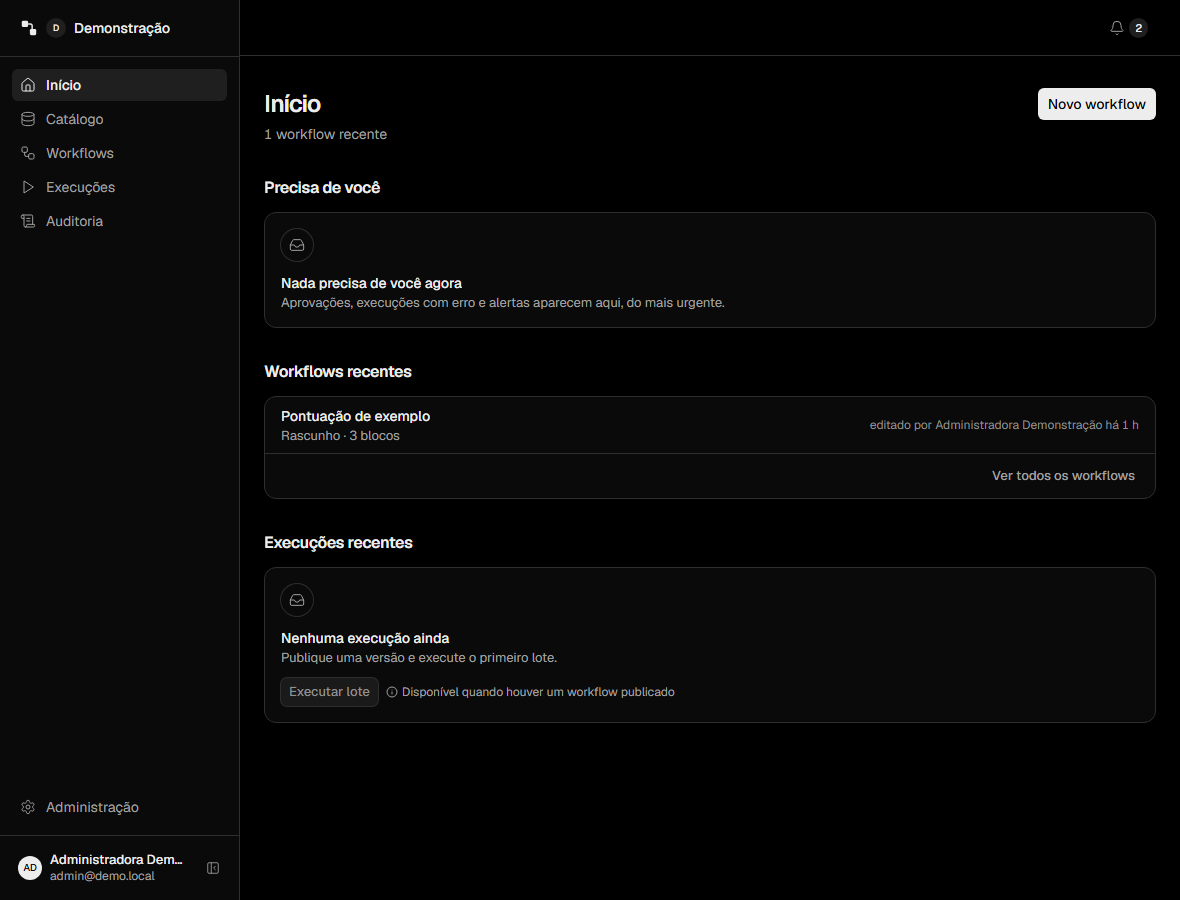 D Demonstração
2
Início
Catálogo
Workflows
Execuções
Auditoria
Administração
AD
Administradora Dem...
admin@demo.local
Início
Novo workflow
1 workflow recente
Precisa de você
Nada precisa de você agora
Aprovações, execuções com erro e alertas aparecem aqui, do mais urgente.
Workflows recentes
Pontuação de exemplo
Rascunho · 3 blocos
editado por Administradora Demonstração há 1 h
Ver todos os workflows
Execuções recentes
Nenhuma execução ainda
Publique uma versão e execute o primeiro lote.
Executar lote
Disponível quando houver um workflow publicado